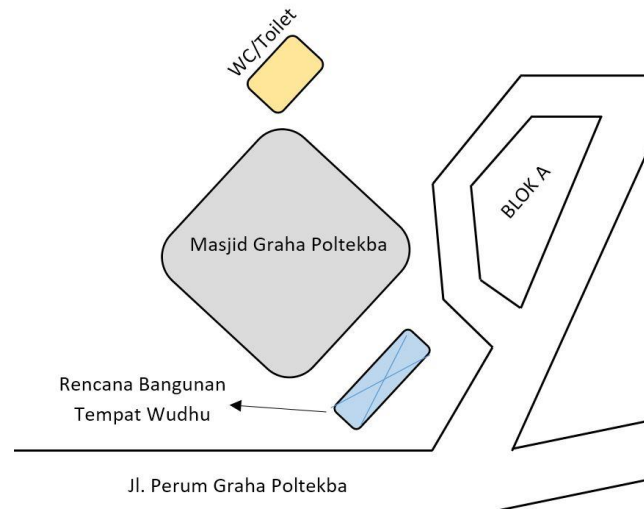 WC/Toilet
BLOK A
Masjid Graha Poltekba
Rencana Bangunan
Tempat Wudhu
Jl. Perum Graha Poltekba